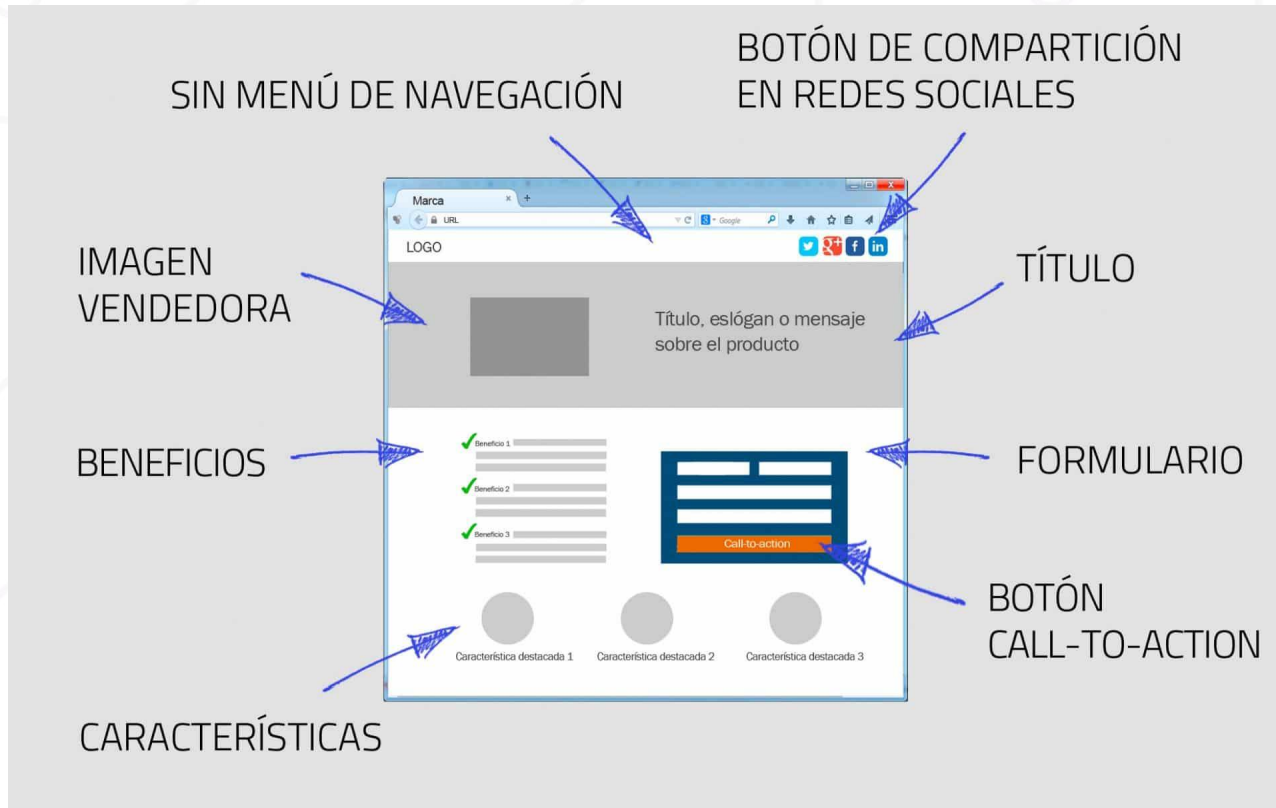 BOTÓN DE COMPARTICIÓN
EN REDES SOCIALES
SIN MENÚ DE NAVEGACIÓN
Marca
URL
Google
LOGO
IMAGEN
VENDEDORA
TÍTULO
Título, eslógan o mensaje
sobre el producto
BENEFICIOS
Beneficio 1
Beneficio 2
Beneficio 3
FORMULARIO
Call-to-action
BOTÓN
CALL-TO-ACTION
Característica destacada 1
Característica destacada 2
Característica destacada 3
CARACTERÍSTICAS